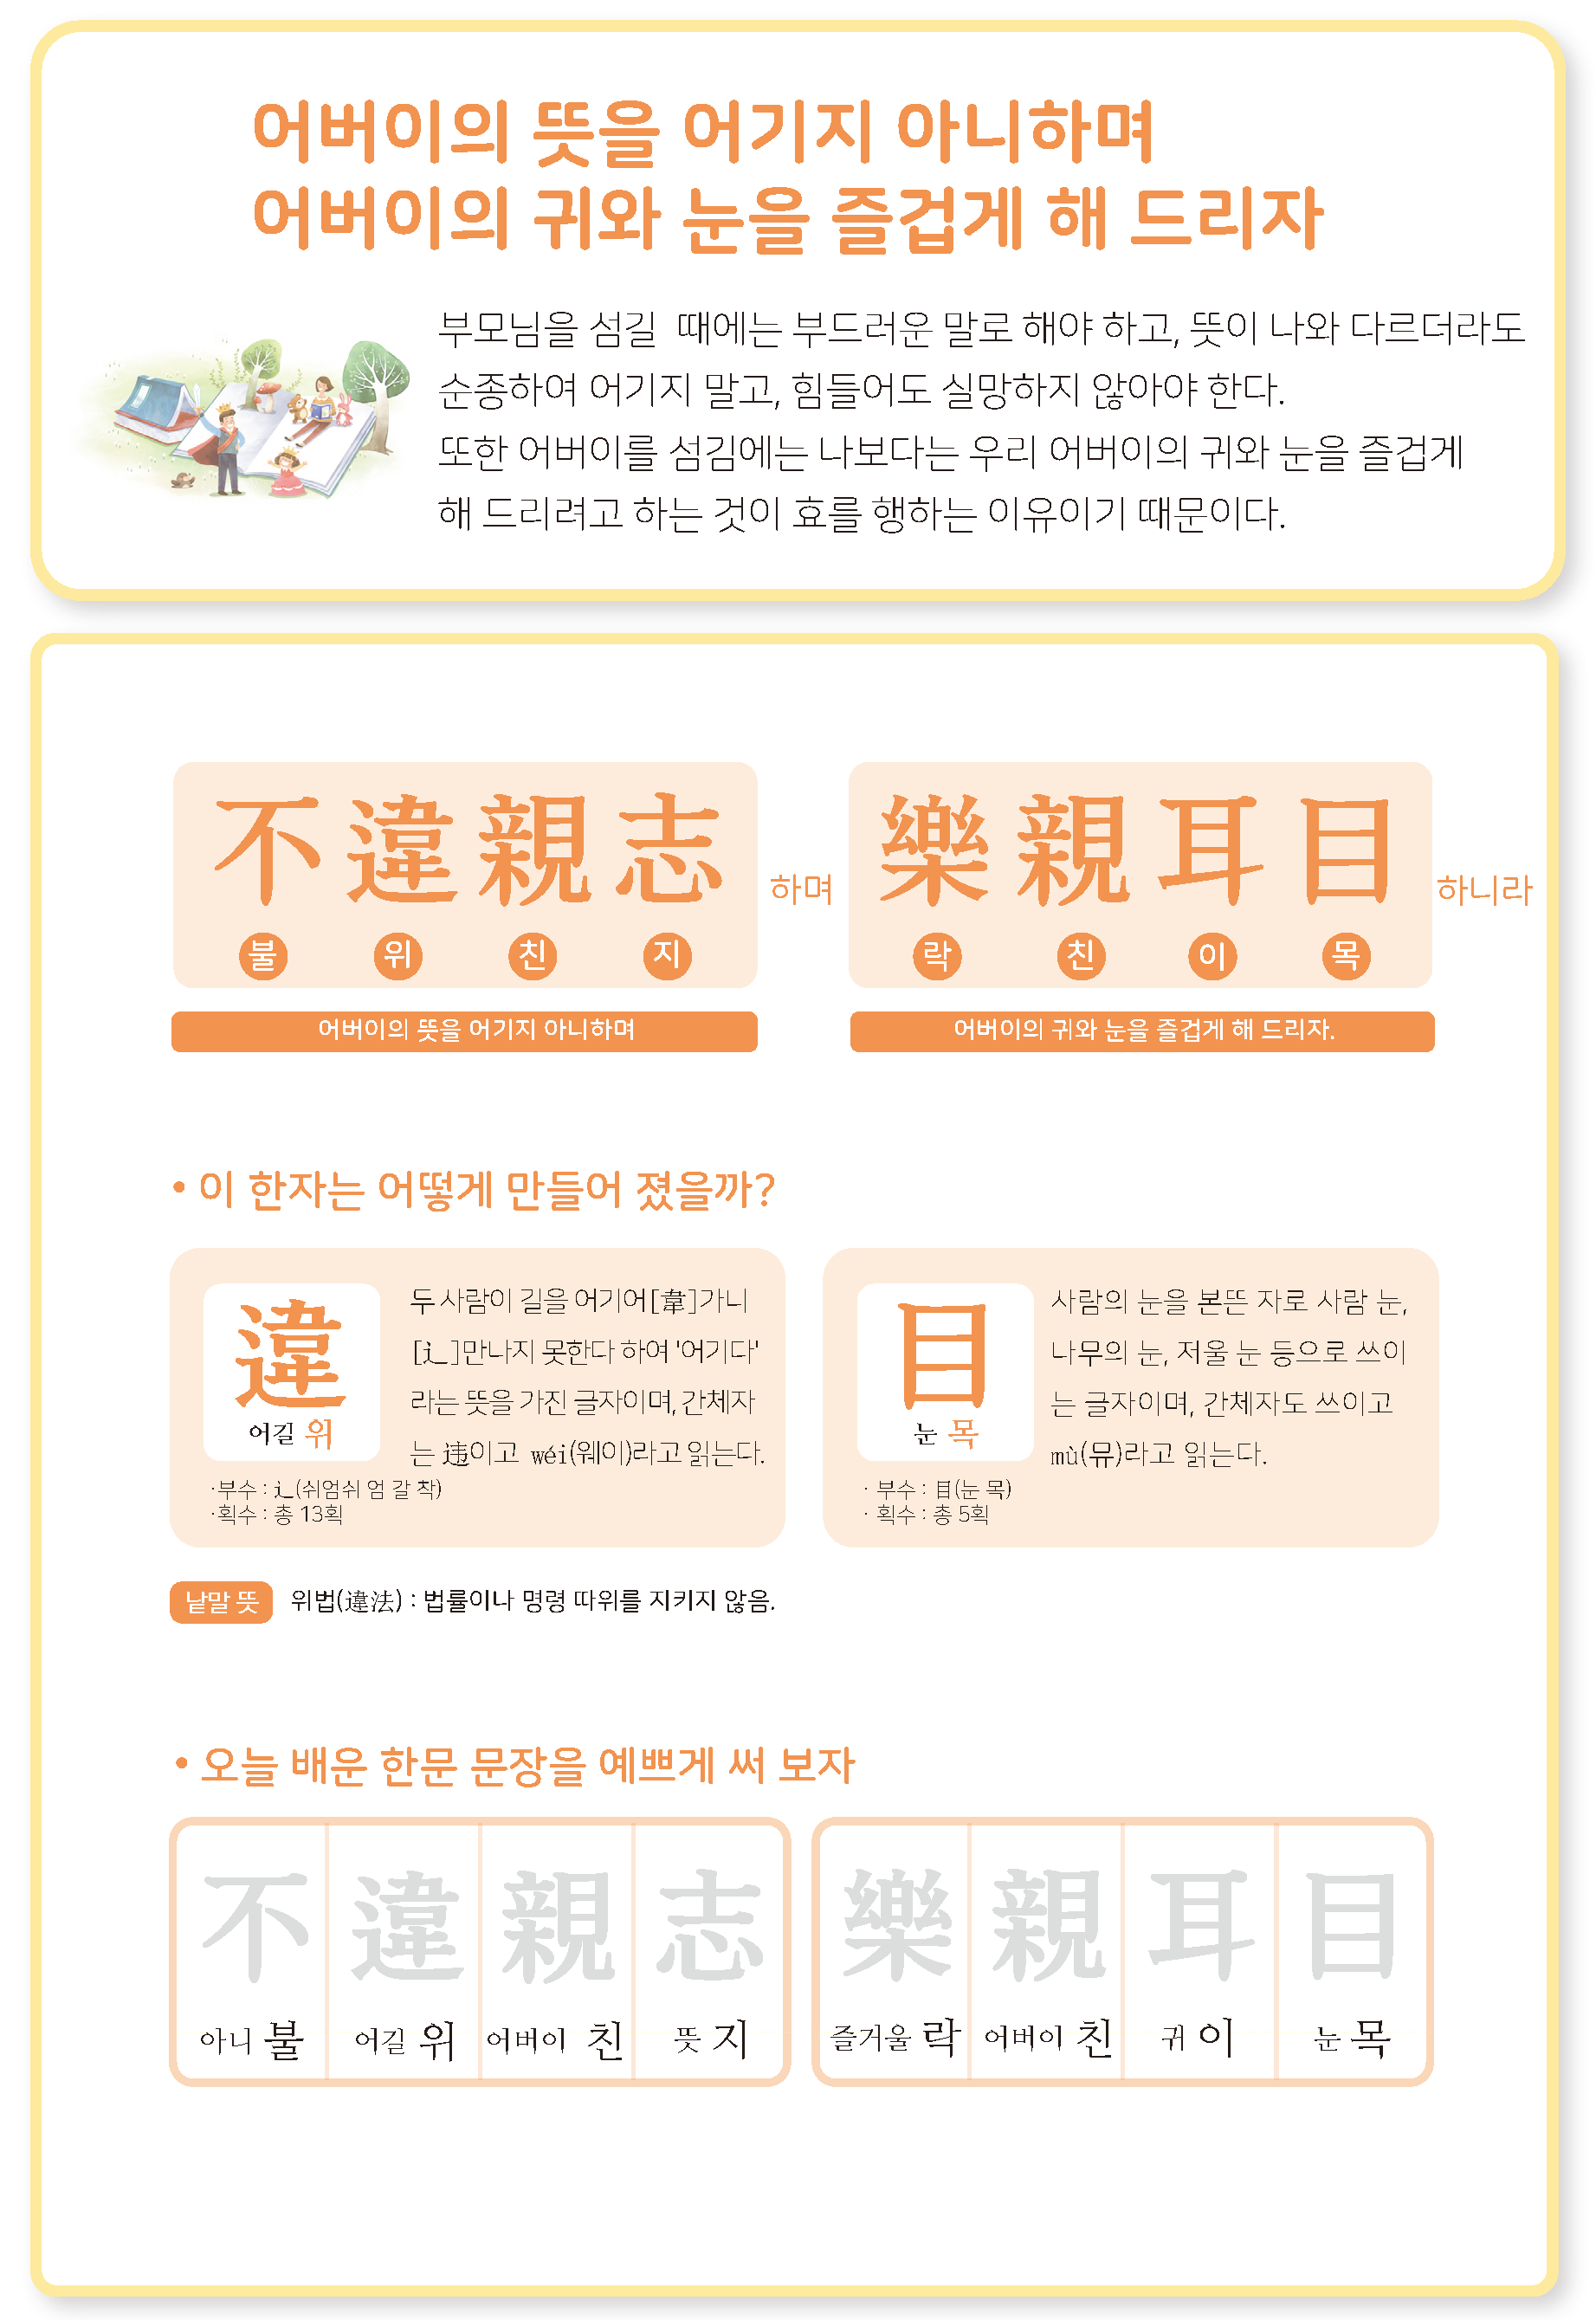 어버이의 뜻을 어기지 아니하며
어버이의 귀와 눈을 즐겁게 해 드리자
부모님을 섬길 때에는 부드러운 말로 해야 하고, 뜻이 나와 다르더라도
순종하여 어기지 말고, 힘들어도 실망하지 않아야 한다.
또한 어버이를 섬김에는 나보다는 우리 어버이의 귀와 눈을 즐겁게
해 드리려고 하는 것이 효를 행하는 이유이기 때문이다.
不違親志 하며 樂親耳目 하니라
불 위 친 지 락 친 이 목
어버이의 뜻을 어기지 아니하며
어버이의 귀와 눈을 즐겁게 해 드리자.
• 이 한자는 어떻게 만들어 졌을까?
違
어길 위
두 사람이 길을 어기어[韋]가니
[辶]만나지 못한다 하여 '어기다'
라는 뜻을 가진 글자이며, 간체자
는 违이고 wéi(웨이)라고 읽는다.
·부수 : 辶(쉬엄쉬 엄 갈 착)
·획수 : 총 13획
目
눈 목
사람의 눈을 본뜬 자로 사람 눈,
나무의 눈, 저울 눈 등으로 쓰이
는 글자이며, 간체자도 쓰이고
mù(뮤)라고 읽는다.
· 부수 : 目(눈 목)
· 획수 : 총 5획
낱말 뜻 위법(違法) : 법률이나 명령 따위를 지키지 않음.
• 오늘 배운 한문 문장을 예쁘게 써 보자
不 違 親 志 樂 親 耳 目
아니 불 어길 위 어버이 친 뜻 지 즐거울 락 어버이 친 귀 이 눈 목